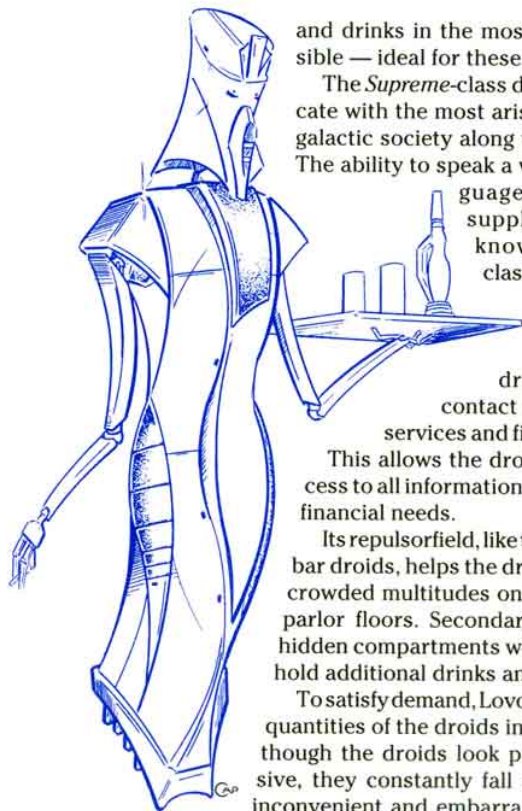 and drinks in the most
sible — ideal for these
The Supreme-class d
cate with the most aris
galactic society along
The ability to speak a v
guage
suppl
know
clas
dr
contact
services and fi
This allows the dro
cess to all information
financial needs.
Its repulsorfield, like
bar droids, helps the dr
crowded multitudes on
parlor floors. Secondar
hidden compartments w
hold additional drinks an
To satisfy demand, Lovo
quantities of the droids in
though the droids look p
sive, they constantly fall
inconvenient and embarra